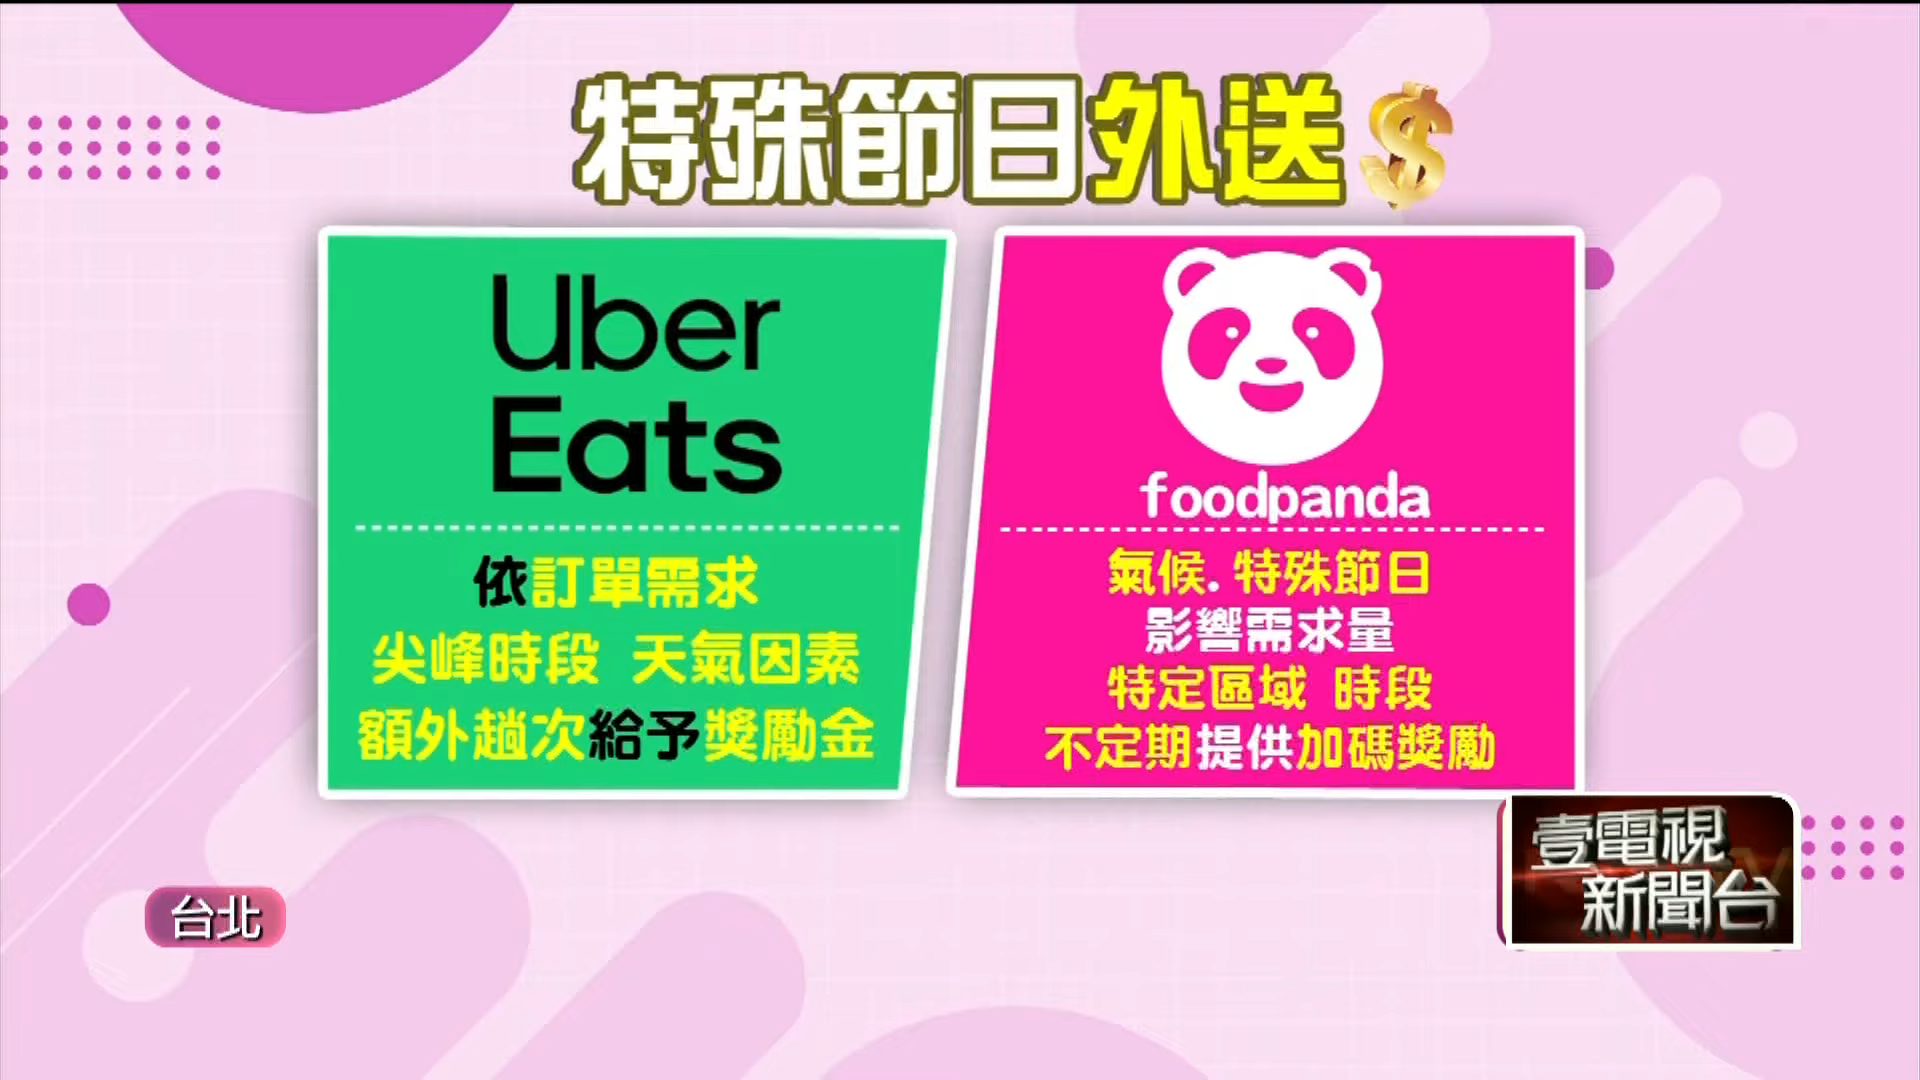 特殊節日外送
Uber
Eats
依訂單需求
尖峰時段 天氣因素
額外趟次給予獎勵金
foodpanda
氣候.特殊節日
影響需求量
特定區域 時段
不定期提供加碼獎勵
台北
壹電視
新聞台